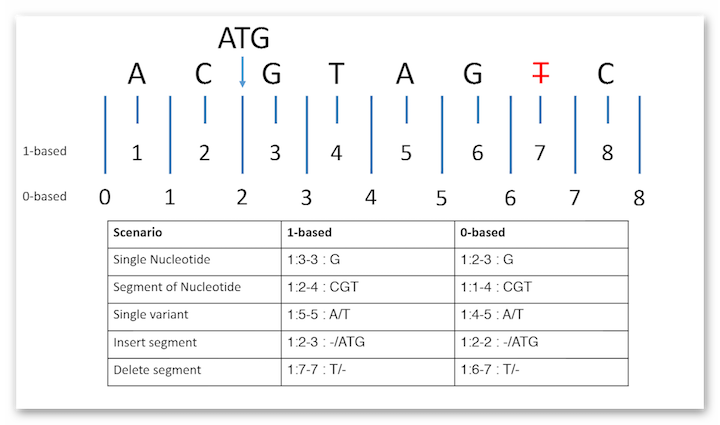 ATG
A C G T A G T C
1-based 1 2 3 4 5 6 7 8
0-based 0 1 2 3 4 5 6 7 8
Scenario 1-based 0-based
Single Nucleotide 1:3-3 : G 1:2-3 : G
Segment of Nucleotide 1:2-4 : CGT 1:1-4 : CGT
Single variant 1:5-5 : A/T 1:4-5 : A/T
Insert segment 1:2-3 : -/ATG 1:2-2 : -/ATG
Delete segment 1:7-7 : T/- 1:6-7 : T/-